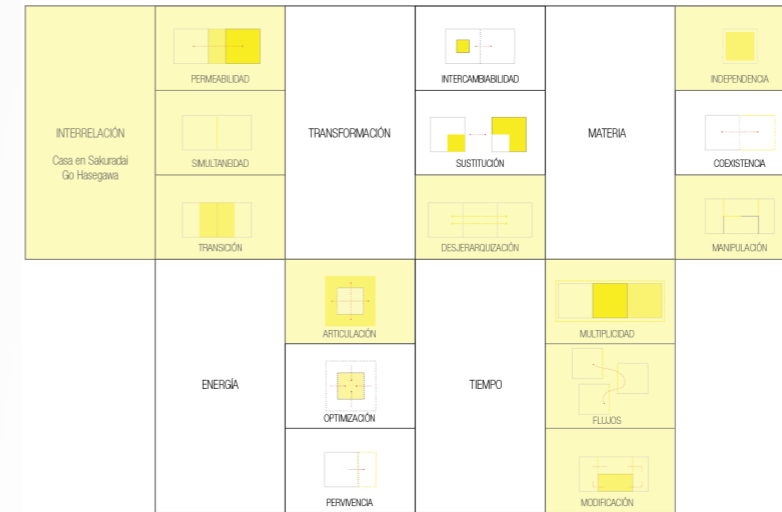 INTERRELACIÓN
Casa en Sakuradai
Go Hasegawa
PERMEABILIDAD
SIMULTANEIDAD
TRANSICIÓN
TRANSFORMACIÓN
INTERCAMBIABILIDAD
SUSTITUCIÓN
DESJERARQUIZACIÓN
MATERIA
INDEPENDENCIA
COEXISTENCIA
MANIPULACIÓN
ENERGÍA
ARTICULACIÓN
OPTIMIZACIÓN
PERVIVENCIA
TIEMPO
MULTIPLICIDAD
FLUJOS
MODIFICACIÓN